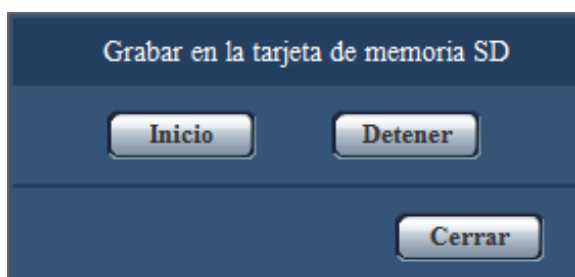 Grabar en la tarjeta de memoria SD
Inicio Detener
Cerrar